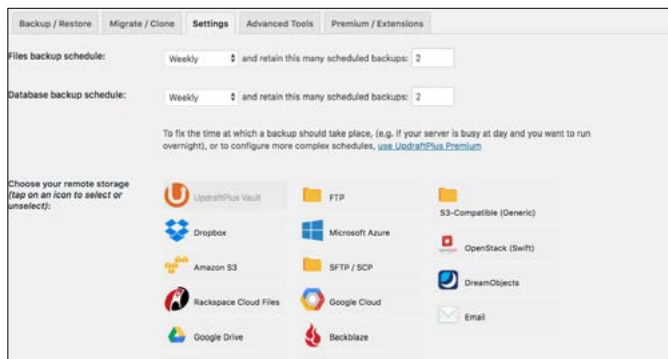 Backup / Restore
Migrate / Clone
Settings
Advanced Tools
Premium / Extensions
Files backup schedule:
Weekly and retain this many scheduled backups: 2
Database backup schedule:
Weekly and retain this many scheduled backups: 2
To fix the time at which a backup should take place, (e.g. if your server is busy at day and you want to run
overnight), or to configure more complex schedules, use UpdraftPlus Premium
Choose your remote storage
(tap on an icon to select or
unselect):
UpdraftPlus Vault
Dropbox
Amazon S3
Rackspace Cloud Files
Google Drive
FTP
Microsoft Azure
SFTP / SCP
Google Cloud
Backblaze
S3-Compatible (Generic)
OpenStack (Swift)
DreamObjects
Email